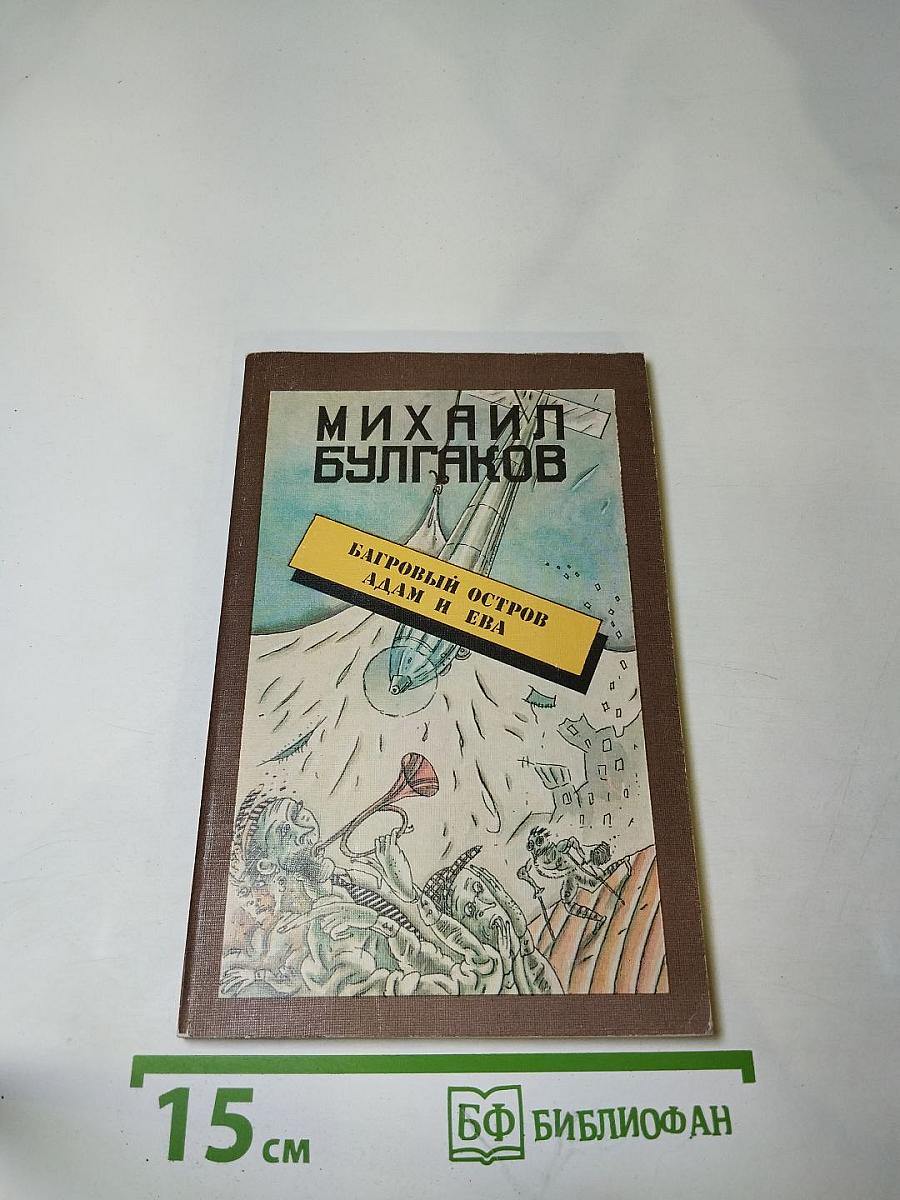 МИХАИЛ
БУЛГАКОВ
БАГРОВЫЙ ОСТРОВ
АДАМ И ЕВА
15 см
БФ БИБЛИОФАН